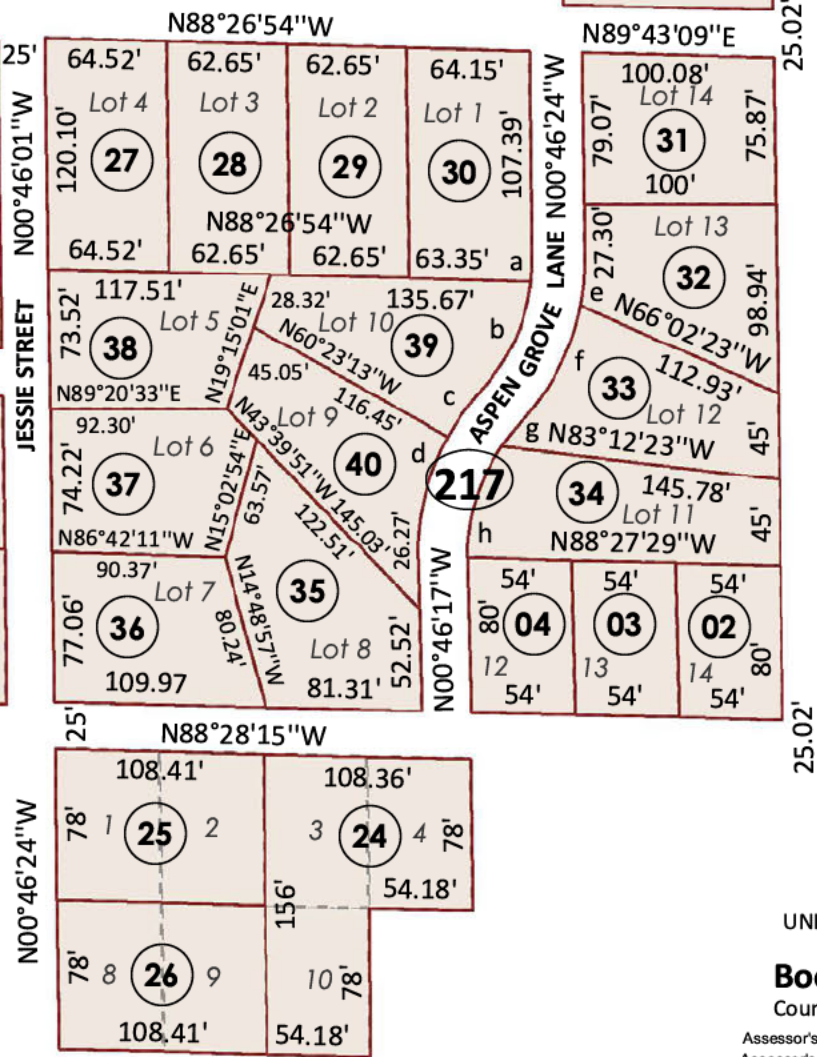 N88°26'54''W
N89°43'09''E
25.02'
25'
64.52'
62.65'
62.65'
64.15'
Lot 4
Lot 3
Lot 2
Lot 1
27
28
29
30
N00°46'01''W
120.10'
107.39'
N88°26'54''W
64.52'
62.65'
62.65'
63.35'
a
ASPEN GROVE LANE N00°46'24''W
100.08'
Lot 14
31
79.07'
75.87'
100'
27.30'
Lot 13
32
e
N66°02'23''W
98.94'
JESSIE STREET
73.52'
117.51'
Lot 5
38
N89°20'33''E
N19°15'01''E
28.32'
135.67'
Lot 10
39
b
N60°23'13''W
c
f
33
112.93'
Lot 12
45'
g
N83°12'23''W
92.30'
Lot 6
74.22'
37
N86°42'11''W
N15°02'54''E
45.05'
116.45'
Lot 9
N43°39'51''W
145.03'
40
d
26.27'
217
34
145.78'
Lot 11
45'
h
N88°27'29''W
63.57'
122.51'
35
N14°48'57''W
80.24'
Lot 8
52.52'
81.31'
N00°46'17''W
90.37'
Lot 7
77.06'
36
109.97
54'
54'
54'
80'
04
03
02
80'
12
13
14
54'
54'
54'
25.02'
25'
N88°28'15''W
108.41'
108.36'
78'
1
25
2
3
24
4
78'
N00°46'24''W
54.18'
156'
78'
8
26
9
10
78'
108.41'
54.18'
UNI
Boo
Cour
Assessor's